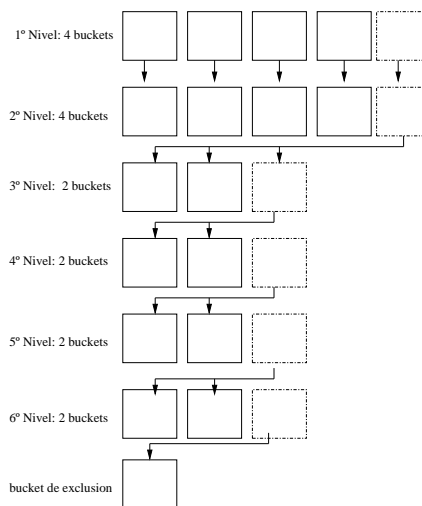 1º Nivel: 4 buckets
2º Nivel: 4 buckets
3º Nivel: 2 buckets
4º Nivel: 2 buckets
5º Nivel: 2 buckets
6º Nivel: 2 buckets
bucket de exclusion